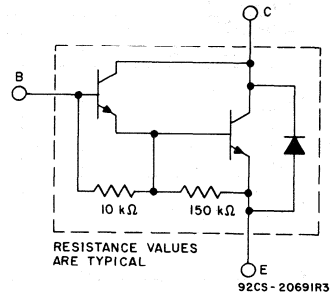 C
B
10 kΩ
150 kΩ
RESISTANCE VALUES
ARE TYPICAL
E
92CS-20691R3